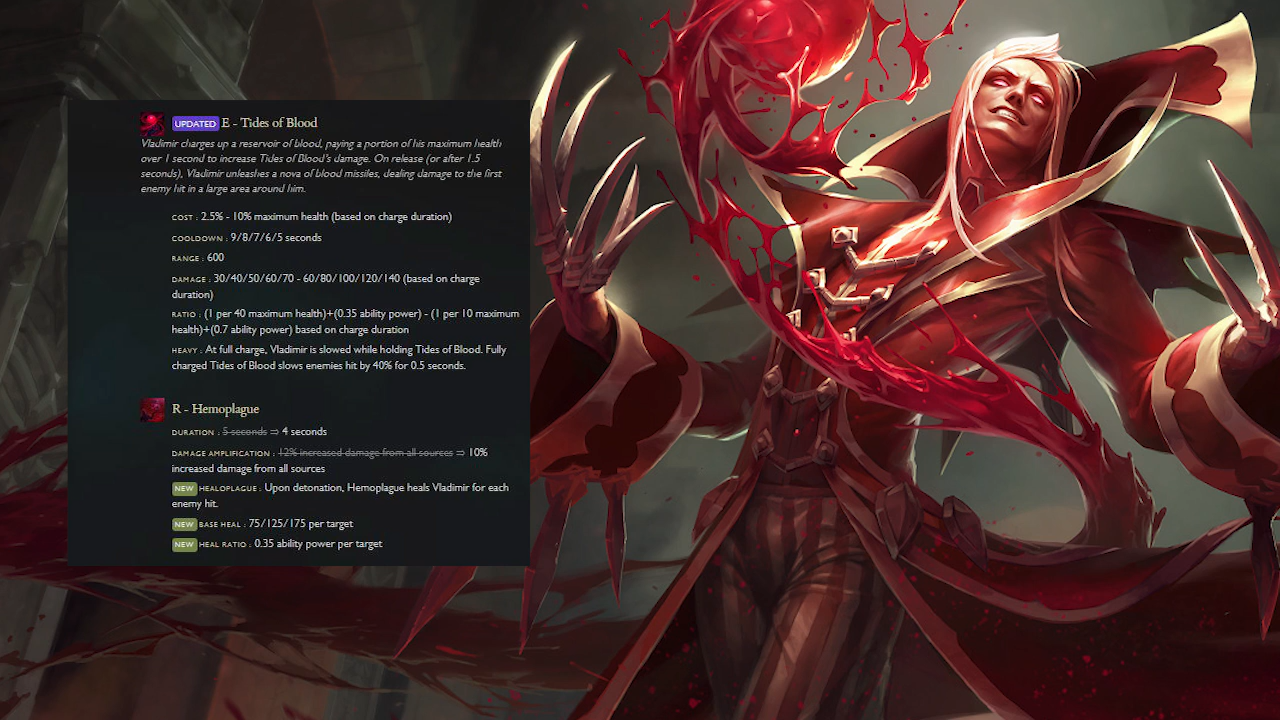 UPDATED E - Tides of Blood
Vladimir charges up a reservoir of blood, paying a portion of his maximum health
over 1 second to increase Tides of Blood's damage. On release (or after 1.5
seconds), Vladimir unleashes a nova of blood missiles, dealing damage to the first
enemy hit in a large area around him.
COST : 2.5% - 10% maximum health (based on charge duration)
COOLDOWN : 9/8/7/6/5 seconds
RANGE : 600
DAMAGE : 30/40/50/60/70 - 60/80/100/120/140 (based on charge
duration)
RATIO : (1 per 40 maximum health)+(0.35 ability power) - (1 per 10 maximum
health)+(0.7 ability power) based on charge duration
HEAVY : At full charge, Vladimir is slowed while holding Tides of Blood. Fully
charged Tides of Blood slows enemies hit by 40% for 0.5 seconds.
R - Hemoplague
DURATION : 5 seconds ⇒ 4 seconds
DAMAGE AMPLIFICATION : 12% increased damage from all sources ⇒ 10%
increased damage from all sources
NEW HEALOPLAGUE : Upon detonation, Hemoplague heals Vladimir for each
enemy hit.
NEW BASE HEAL : 75/125/175 per target
NEW HEAL RATIO : 0.35 ability power per target